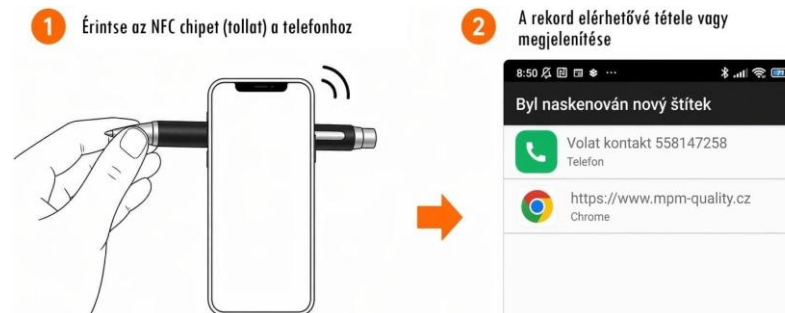 1
Érintse az NFC chipet (tollat) a telefonhoz
2
A rekord elérhetővé tétele vagy
megjelenítése
8:50
Byl naskenován nový štítek
Volat kontakt 558147258
Telefon
https://www.mpm-quality.cz
Chrome